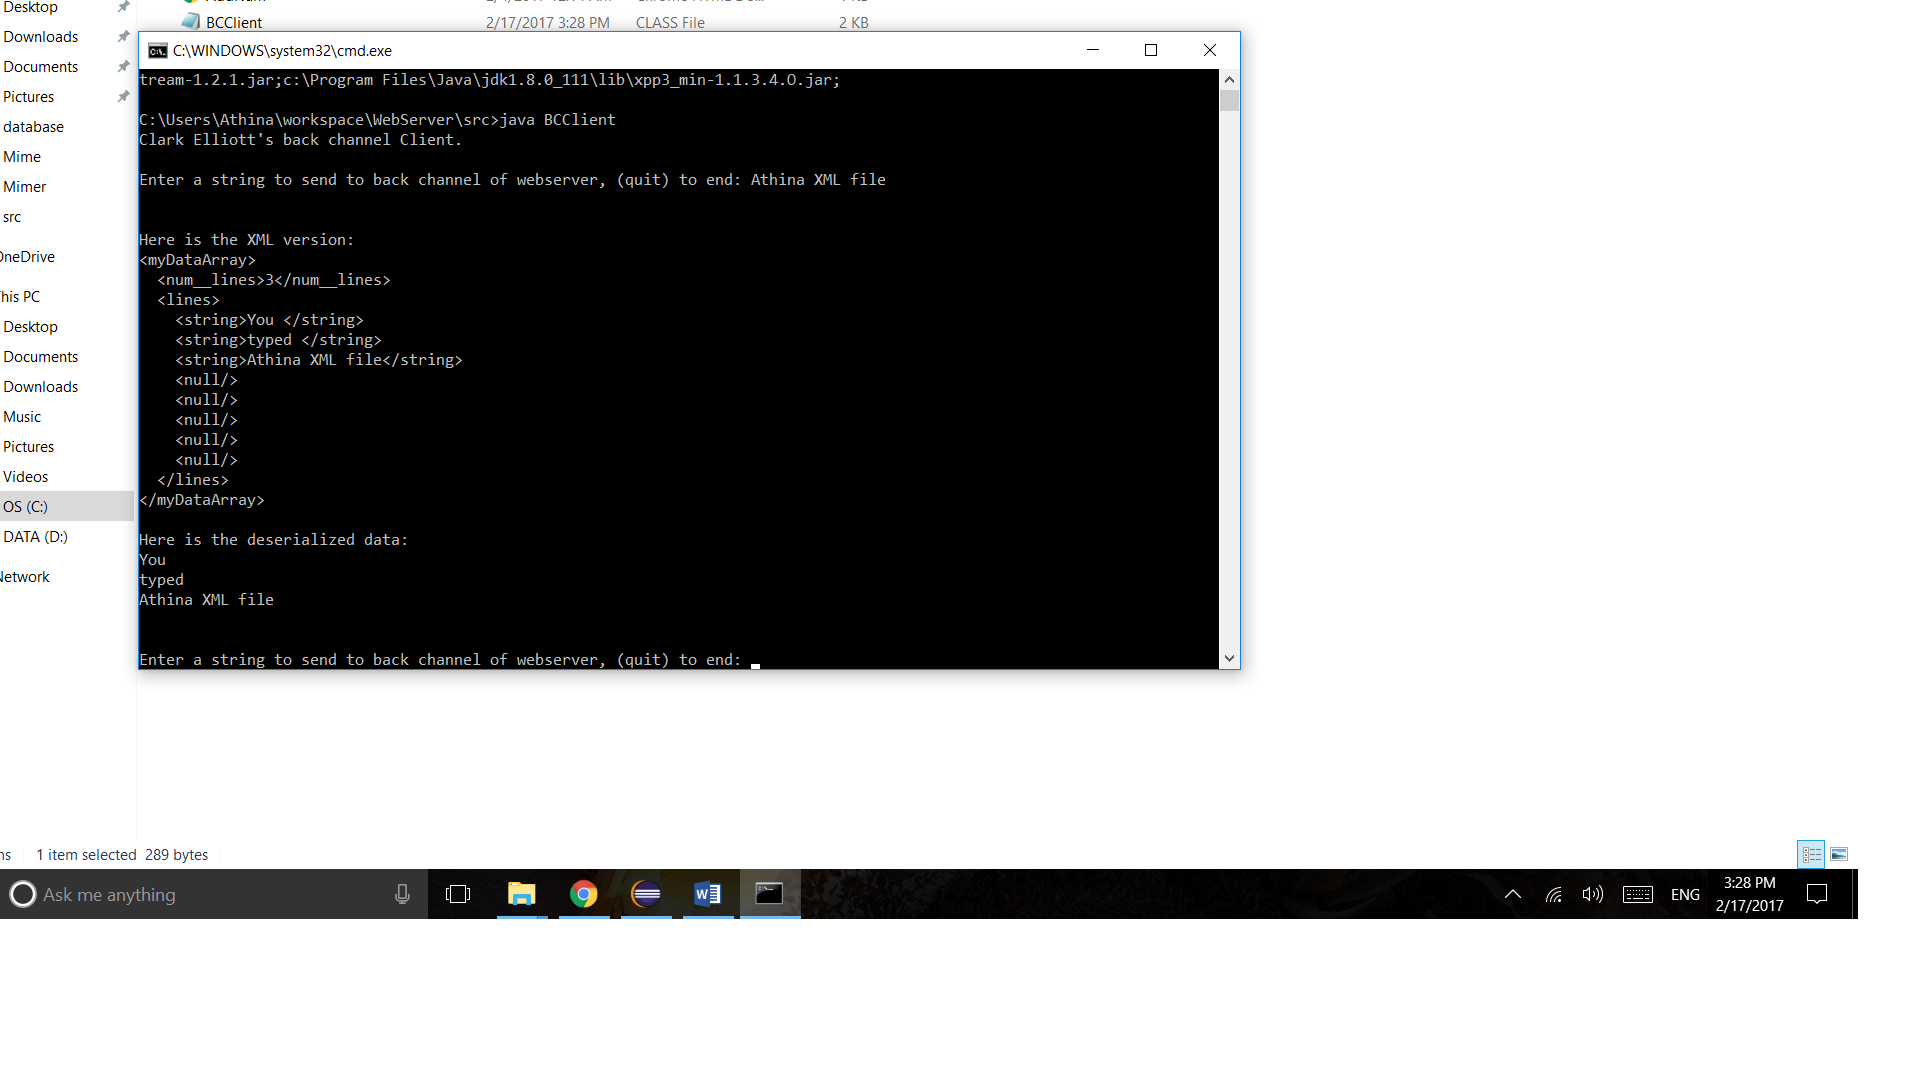 Desktop
Downloads
Documents
Pictures
database
Mime
Mimer
src
OneDrive
This PC
Desktop
Documents
Downloads
Music
Pictures
Videos
OS (C:)
DATA (D:)
Network
BCClient 2/17/2017 3:28 PM CLASS File 2 KB
C:\WINDOWS\system32\cmd.exe
tream-1.2.1.jar;c:\Program Files\Java\jdk1.8.0_111\lib\xpp3_min-1.1.3.4.O.jar;
C:\Users\Athina\workspace\WebServer\src>java BCClient
Clark Elliott's back channel Client.
Enter a string to send to back channel of webserver, (quit) to end: Athina XML file
Here is the XML version:
<myDataArray>
  <num__lines>3</num__lines>
  <lines>
    <string>You </string>
    <string>typed </string>
    <string>Athina XML file</string>
    <null/>
    <null/>
    <null/>
    <null/>
    <null/>
  </lines>
</myDataArray>
Here is the deserialized data:
You
typed
Athina XML file
Enter a string to send to back channel of webserver, (quit) to end:
1 item selected 289 bytes
Ask me anything
ENG
3:28 PM
2/17/2017